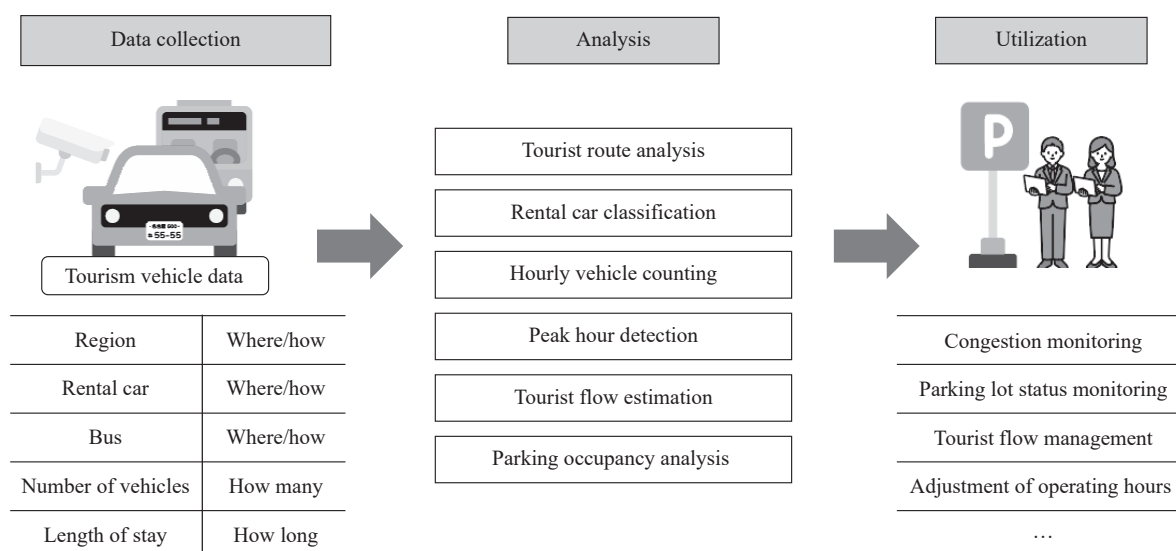 Data collection
Analysis
Utilization
P
55-55
Tourism vehicle data
Region Where/how
Rental car Where/how
Bus Where/how
Number of vehicles How many
Length of stay How long
Tourist route analysis
Rental car classification
Hourly vehicle counting
Peak hour detection
Tourist flow estimation
Parking occupancy analysis
Congestion monitoring
Parking lot status monitoring
Tourist flow management
Adjustment of operating hours
…